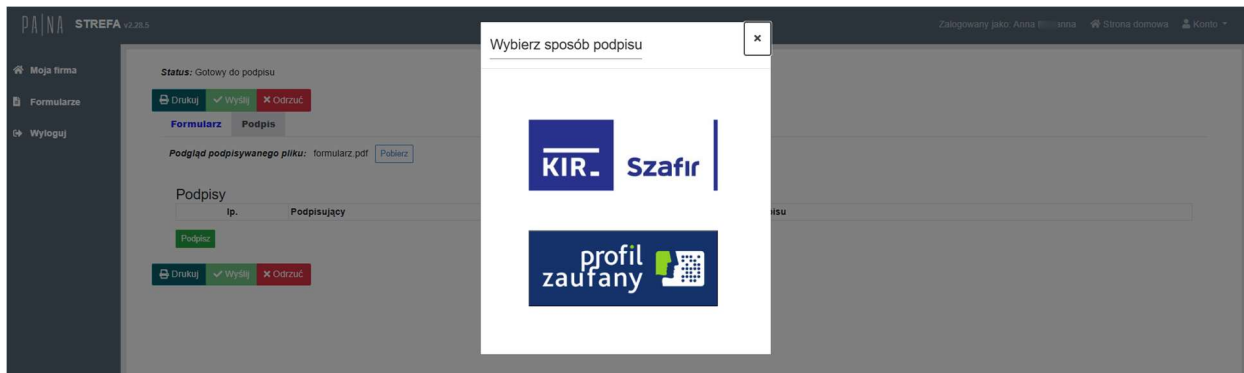 PA|NA STREFA v2.20.5
Zalogowany jako: Anna
Strona domowa
Konto
Moja firma
Formularze
Wyloguj
Status: Gotowy do podpisu
Drukuj
Wyślij
Odrzuć
Formularz
Podpis
Podgląd podpisywanego pliku: formularz.pdf
Pobierz
Podpisy
lp.
Podpisujący
Podpisz
Drukuj
Wyślij
Odrzuć
Wybierz sposób podpisu
×
KIR
Szafir
profil
zaufany